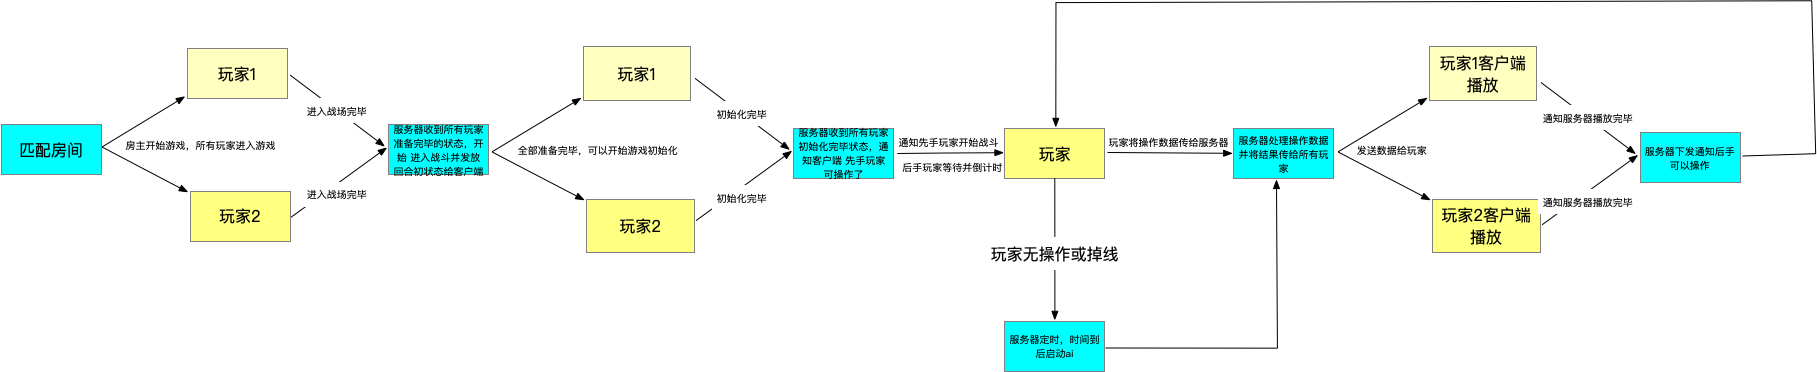 匹配房间
房主开始游戏，所有玩家进入游戏
玩家1
玩家2
进入战场完毕
进入战场完毕
服务器收到所有玩家
准备完毕的状态，开
始 进入战斗并发放
回合初状态给客户端
全部准备完毕，可以开始游戏初始化
玩家1
玩家2
初始化完毕
初始化完毕
服务器收到所有玩家
初始化完毕状态，通
知客户端 先手玩家
可操作了
通知先手玩家开始战斗
后手玩家等待并倒计时
玩家
玩家将操作数据传给服务器
玩家无操作或掉线
服务器定时，时间到
后启动ai
服务器处理操作数据
并将结果传给所有玩
家
发送数据给玩家
玩家1客户端
播放
玩家2客户端
播放
通知服务器播放完毕
通知服务器播放完毕
服务器下发通知后手
可以操作